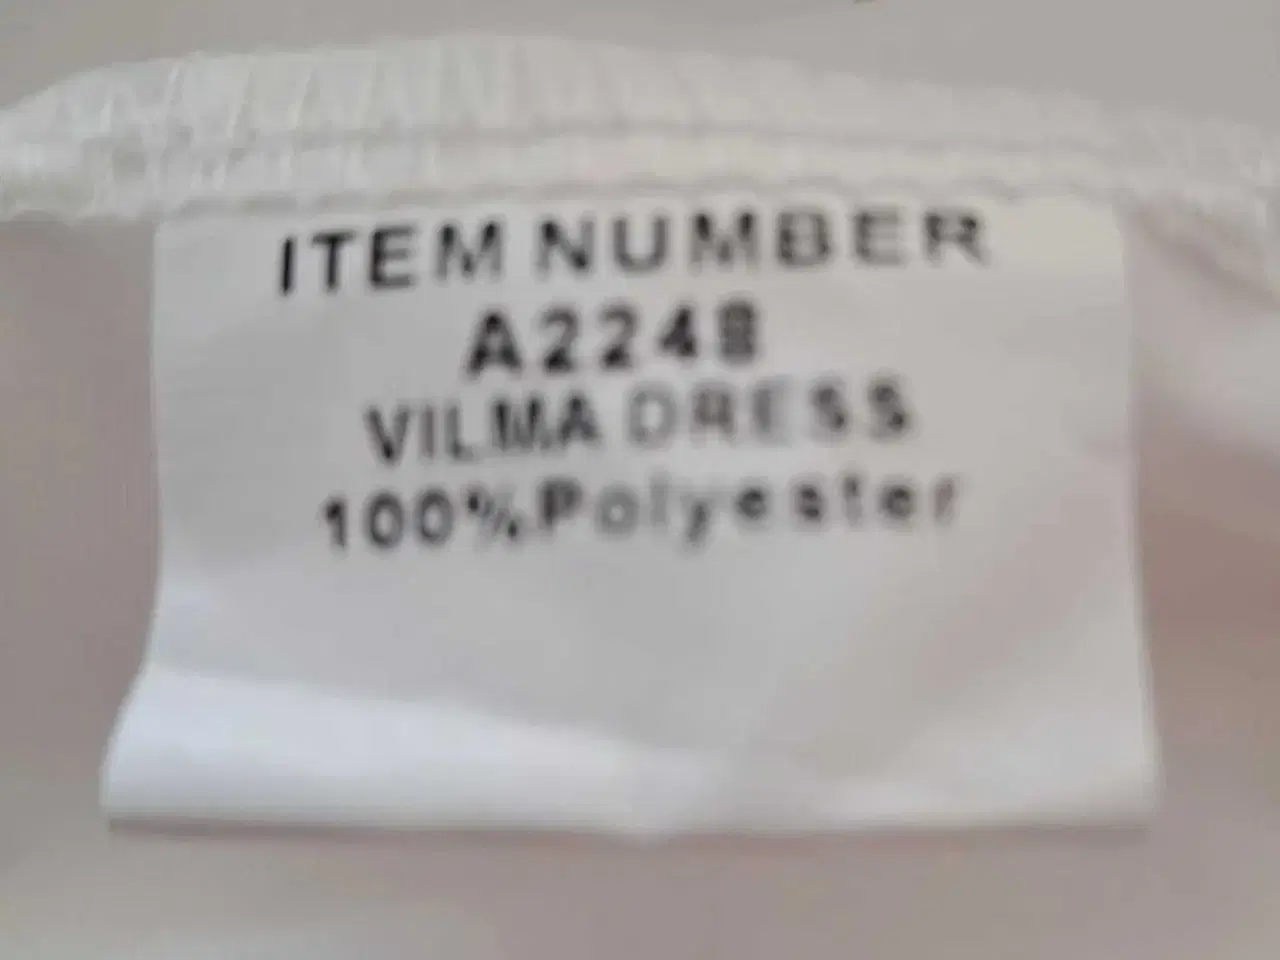 ITEM NUMBER
A2248
VILMA DRESS
100%Polyester